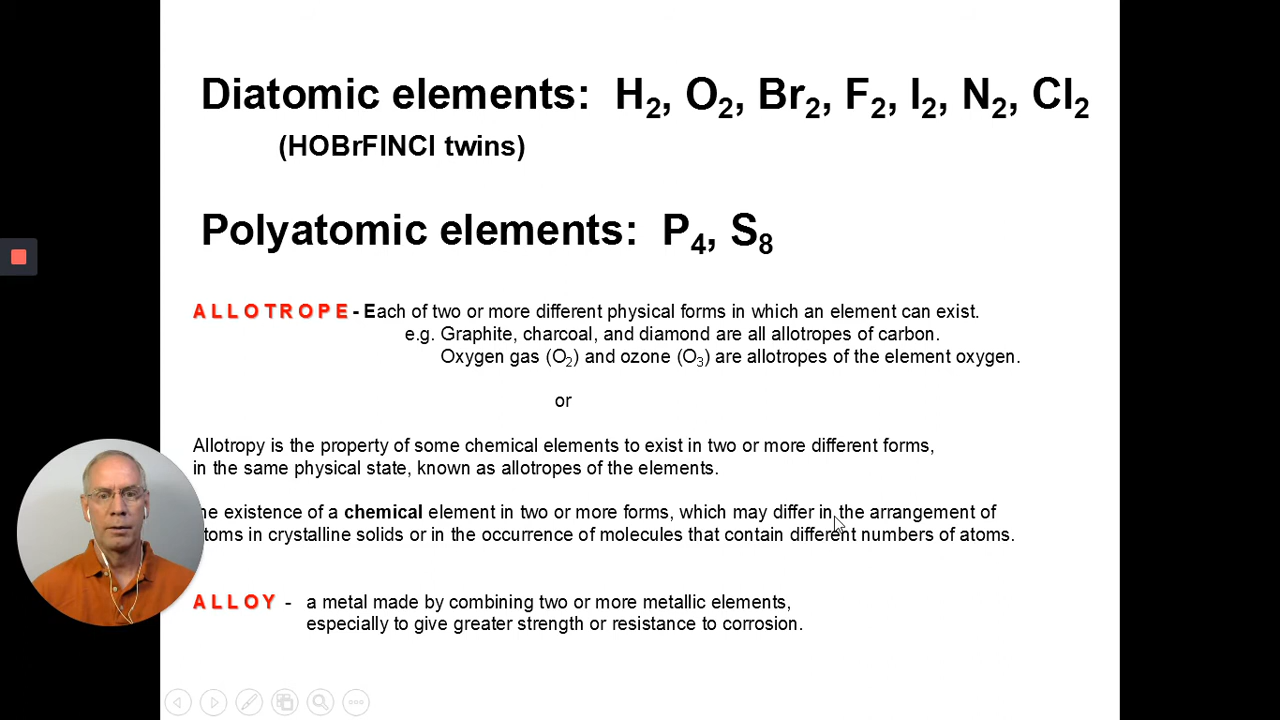 Diatomic elements: H₂, O₂, Br₂, F₂, I₂, N₂, Cl₂
(HOBrFINCl twins)
Polyatomic elements: P₄, S₈
ALLOTROPE - Each of two or more different physical forms in which an element can exist.
e.g. Graphite, charcoal, and diamond are all allotropes of carbon.
Oxygen gas (O₂) and ozone (O₃) are allotropes of the element oxygen.
or
Allotropy is the property of some chemical elements to exist in two or more different forms,
in the same physical state, known as allotropes of the elements.
he existence of a chemical element in two or more forms, which may differ in the arrangement of
toms in crystalline solids or in the occurrence of molecules that contain different numbers of atoms.
ALLOY - a metal made by combining two or more metallic elements,
especially to give greater strength or resistance to corrosion.